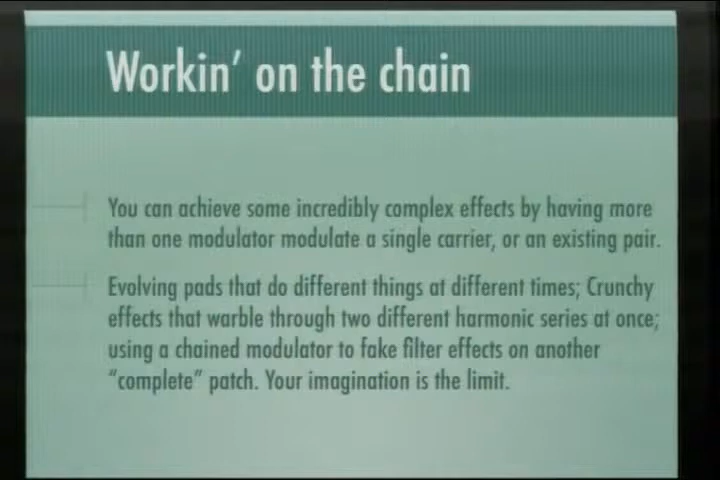 Workin’ on the chain
You can achieve some incredibly complex effects by having more
than one modulator modulate a single carrier, or an existing pair.
Evolving pads that do different things at different times; Crunchy
effects that warble through two different harmonic series at once;
using a chained modulator to fake filter effects on another
“complete” patch. Your imagination is the limit.